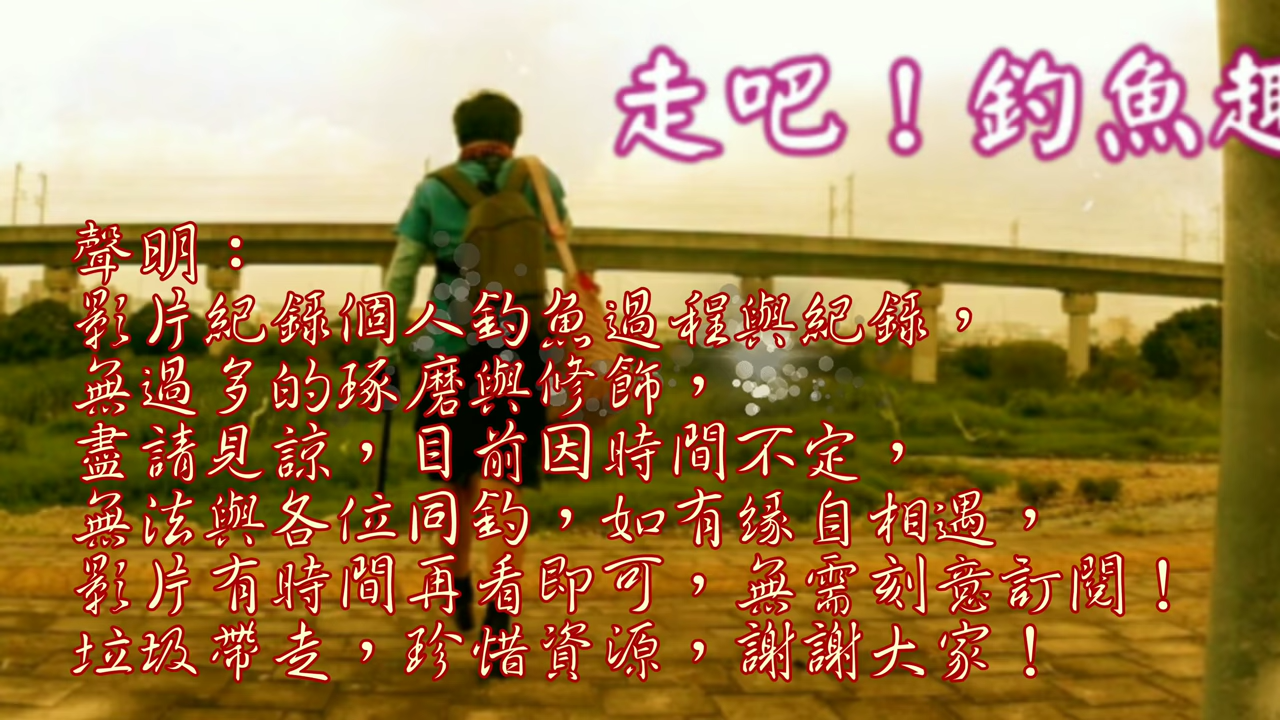 走吧！釣魚趣
聲明：
影片紀錄個人釣魚過程與紀錄，
無過多的琢磨與修飾，
盡請見諒，目前因時間不定，
無法與各位同釣，如有緣自相遇，
影片有時間再看即可，無需刻意訂閱！
垃圾帶走，珍惜資源，謝謝大家！